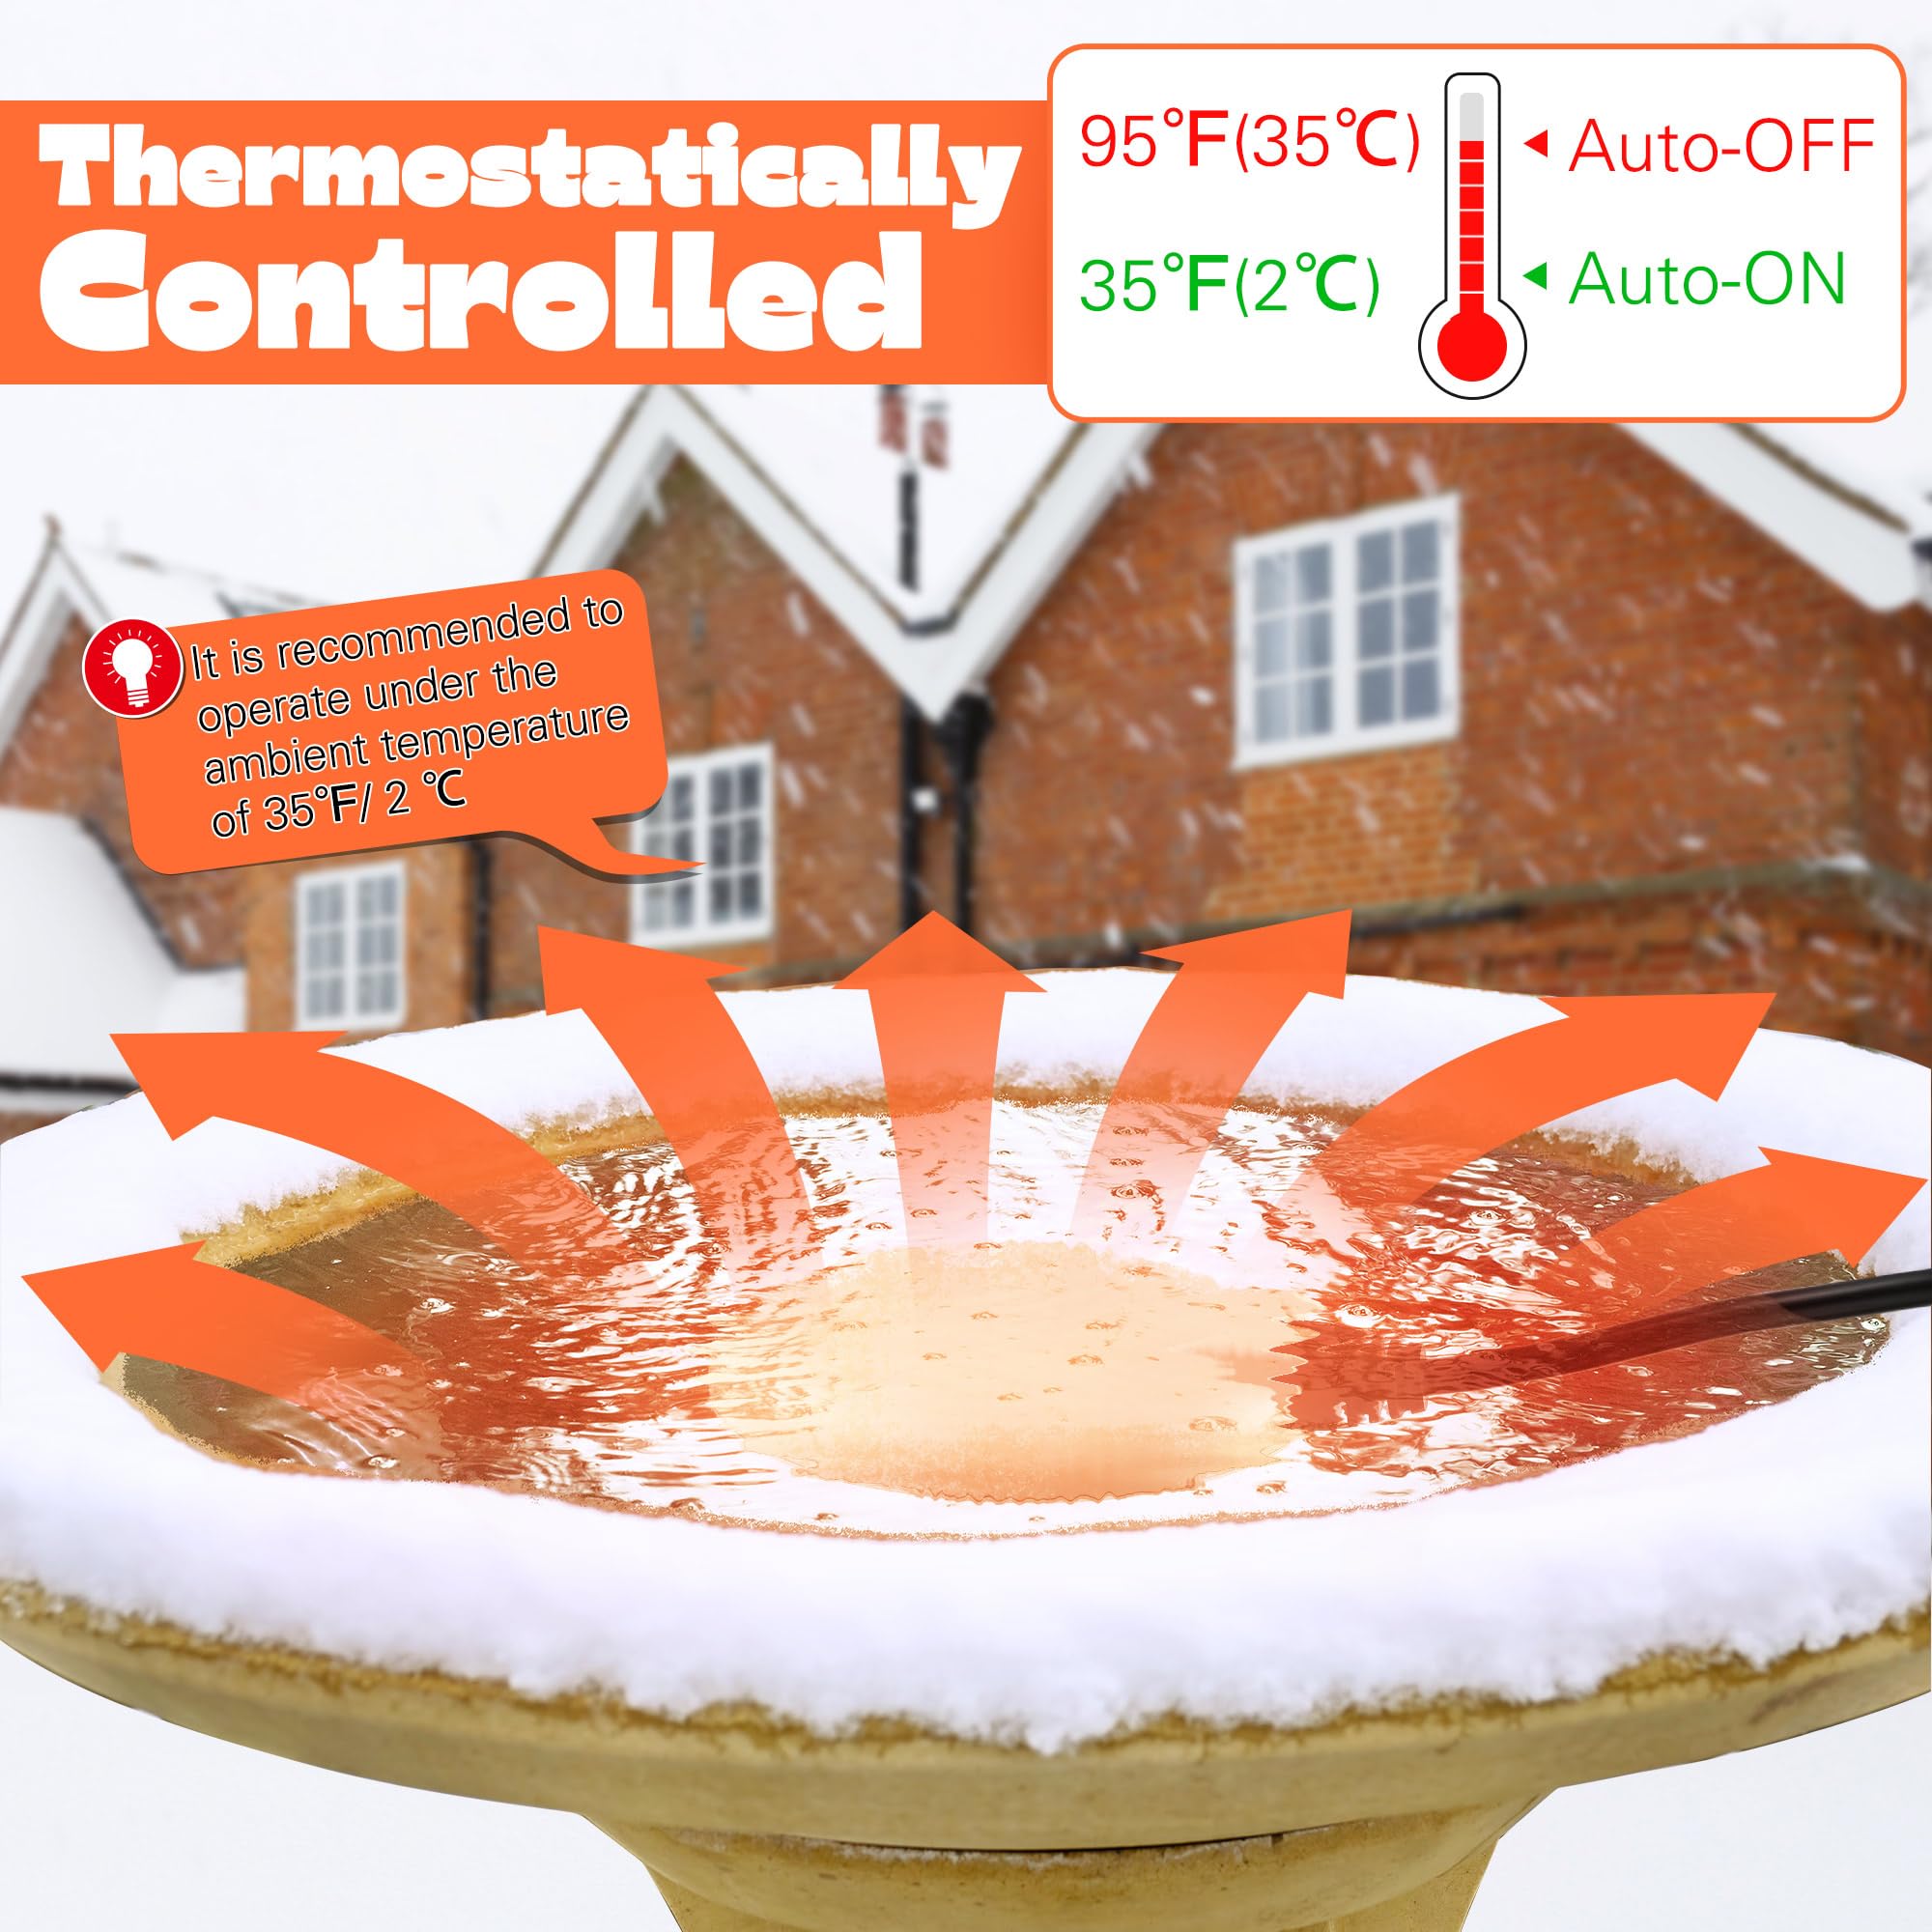 Thermostatically
Controlled
95°F(35℃)
Auto-OFF
35°F(2℃)
Auto-ON
It is recommended to
operate under the
ambient temperature
of 35°F/ 2 ℃